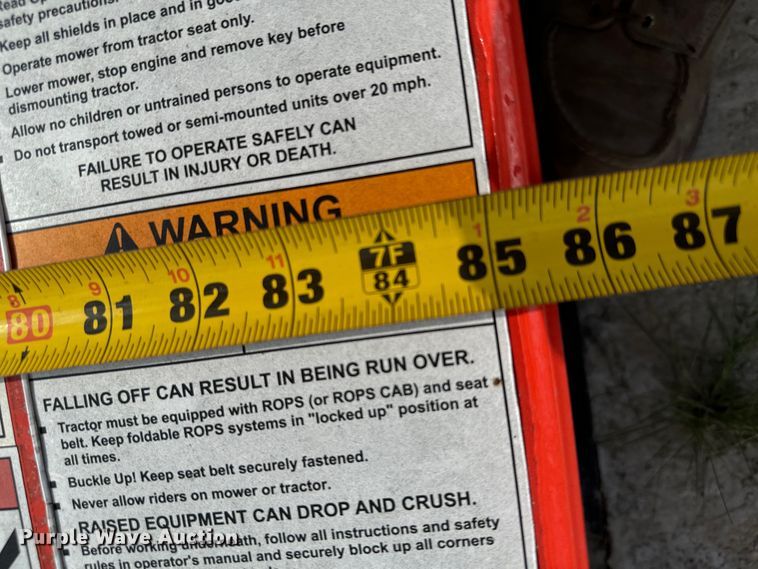 safety precautions.
Keep all shields in place and in
Operate mower from tractor seat only.
Lower mower, stop engine and remove key before
dismounting tractor.
Allow no children or untrained persons to operate equipment.
Do not transport towed or semi-mounted units over 20 mph.
FAILURE TO OPERATE SAFELY CAN
RESULT IN INJURY OR DEATH.
WARNING
8 9 10 11 7F 1 2 3
80 81 82 83 84 85 86 87
FALLING OFF CAN RESULT IN BEING RUN OVER.
Tractor must be equipped with ROPS (or ROPS CAB) and seat
belt. Keep foldable ROPS systems in "locked up" position at
all times.
Buckle Up! Keep seat belt securely fastened.
Never allow riders on mower or tractor.
RAISED EQUIPMENT CAN DROP AND CRUSH.
Before working underneath, follow all instructions and safety
rules in operator's manual and securely block up all corners
Purple Wave Auction